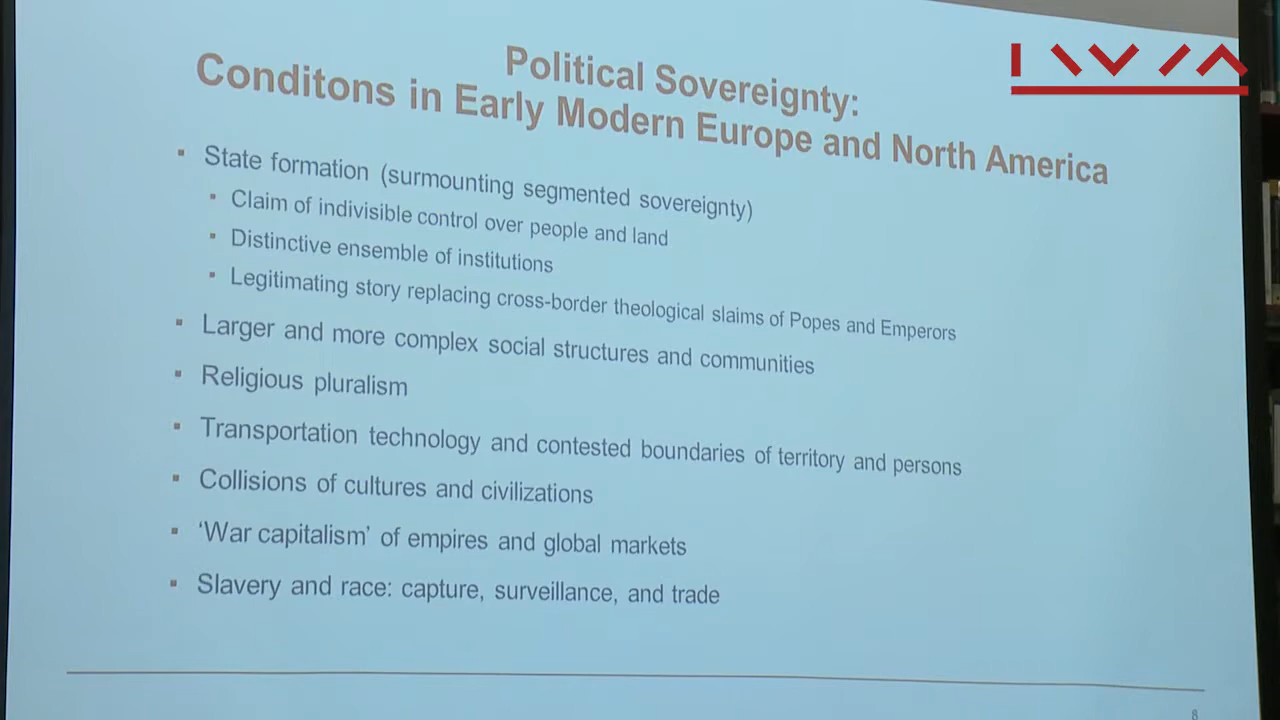 Political Sovereignty:
Conditons in Early Modern Europe and North America
▪ State formation (surmounting segmented sovereignty)
▪ Claim of indivisible control over people and land
▪ Distinctive ensemble of institutions
▪ Legitimating story replacing cross-border theological slaims of Popes and Emperors
▪ Larger and more complex social structures and communities
▪ Religious pluralism
▪ Transportation technology and contested boundaries of territory and persons
▪ Collisions of cultures and civilizations
▪ ‘War capitalism’ of empires and global markets
▪ Slavery and race: capture, surveillance, and trade
8